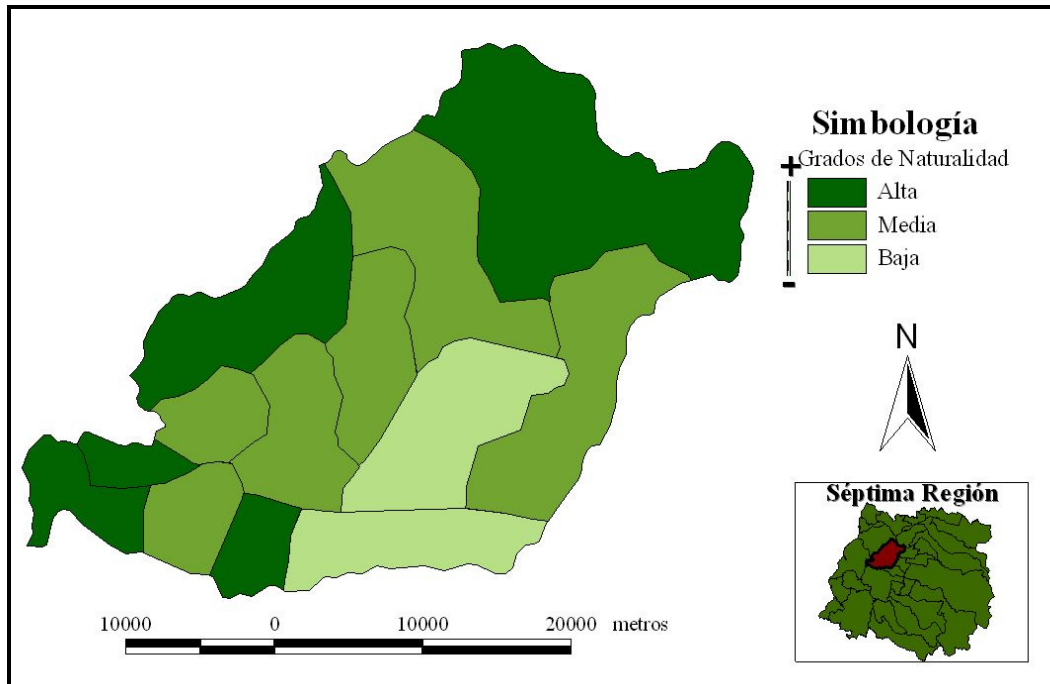 Simbología
Grados de Naturalidad
+
Alta
Media
Baja
-
N
Séptima Región
10000 0 10000 20000 metros